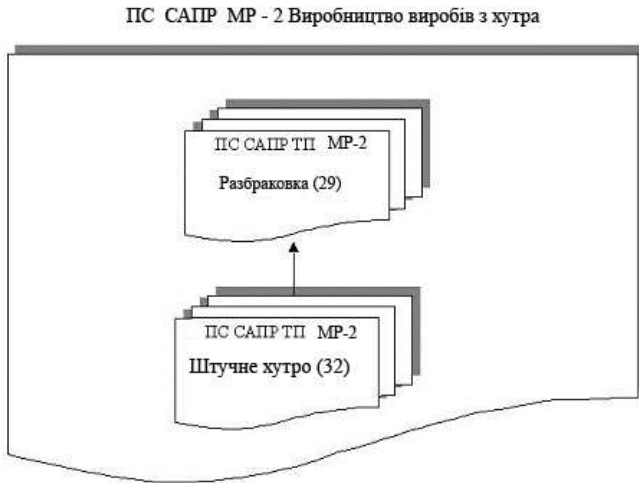 ПС САПР МР - 2 Виробництво виробів з хутра
ПС САПР ТП МР-2
Разбраковка (29)
ПС САПР ТП МР-2
Штучне хутро (32)